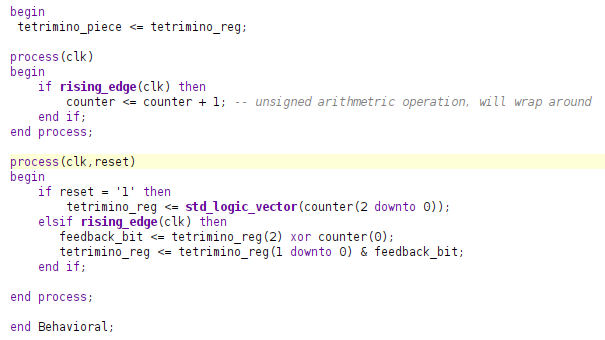 begin
 tetrimino_piece <= tetrimino_reg;
process(clk)
begin
    if rising_edge(clk) then
        counter <= counter + 1; -- unsigned arithmetric operation, will wrap around
    end if;
end process;
process(clk,reset)
begin
    if reset = '1' then
        tetrimino_reg <= std_logic_vector(counter(2 downto 0));
    elsif rising_edge(clk) then
       feedback_bit <= tetrimino_reg(2) xor counter(0);
       tetrimino_reg <= tetrimino_reg(1 downto 0) & feedback_bit;
    end if;
end process;
end Behavioral;